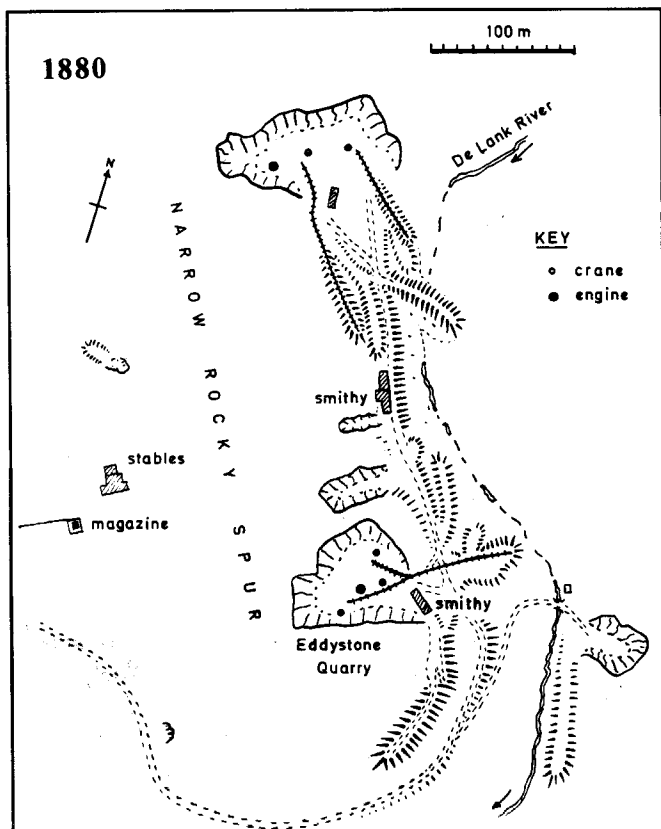 1880
100 m
De Lank River
N
KEY
crane
engine
NARROW ROCKY SPUR
smithy
stables
magazine
smithy
Eddystone
Quarry